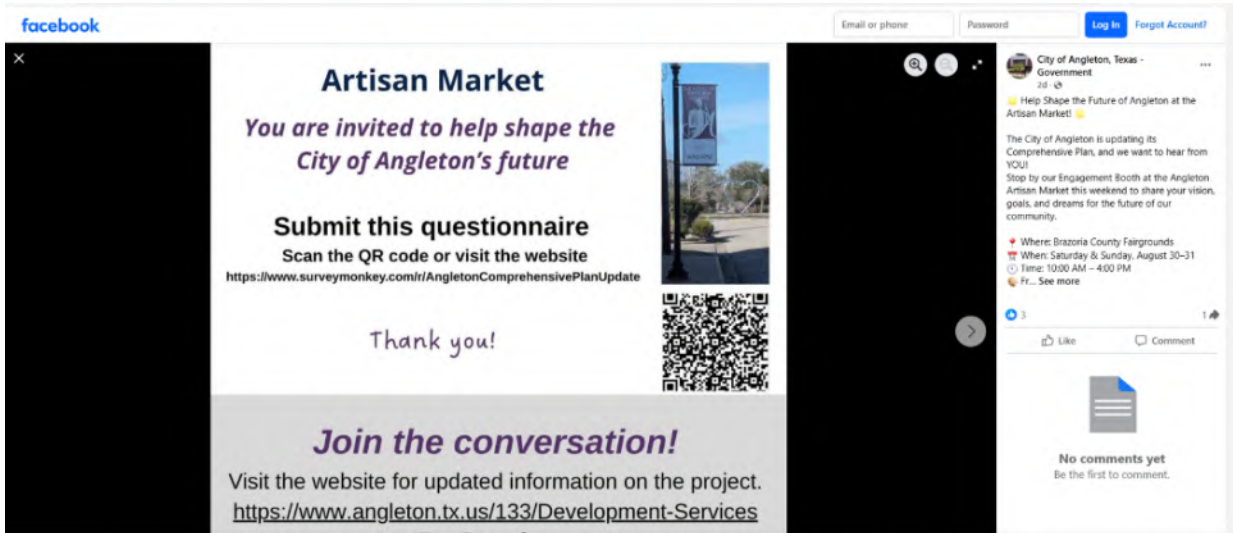 facebook
Email or phone
Password
Log In
Forgot Account?
Artisan Market
You are invited to help shape the
City of Angleton's future
Submit this questionnaire
Scan the QR code or visit the website
https://www.surveymonkey.com/r/AngletonComprehensivePlanUpdate
Thank you!
Join the conversation!
Visit the website for updated information on the project.
https://www.angleton.tx.us/133/Development-Services
City of Angleton, Texas -
Government
2d
Help Shape the Future of Angleton at the
Artisan Market!
The City of Angleton is updating its
Comprehensive Plan, and we want to hear from
YOU!
Stop by our Engagement Booth at the Angleton
Artisan Market this weekend to share your vision,
goals, and dreams for the future of our
community.
Where: Brazoria County Fairgrounds
When: Saturday & Sunday, August 30–31
Time: 10:00 AM – 4:00 PM
Fr... See more
3
1
Like
Comment
No comments yet
Be the first to comment.